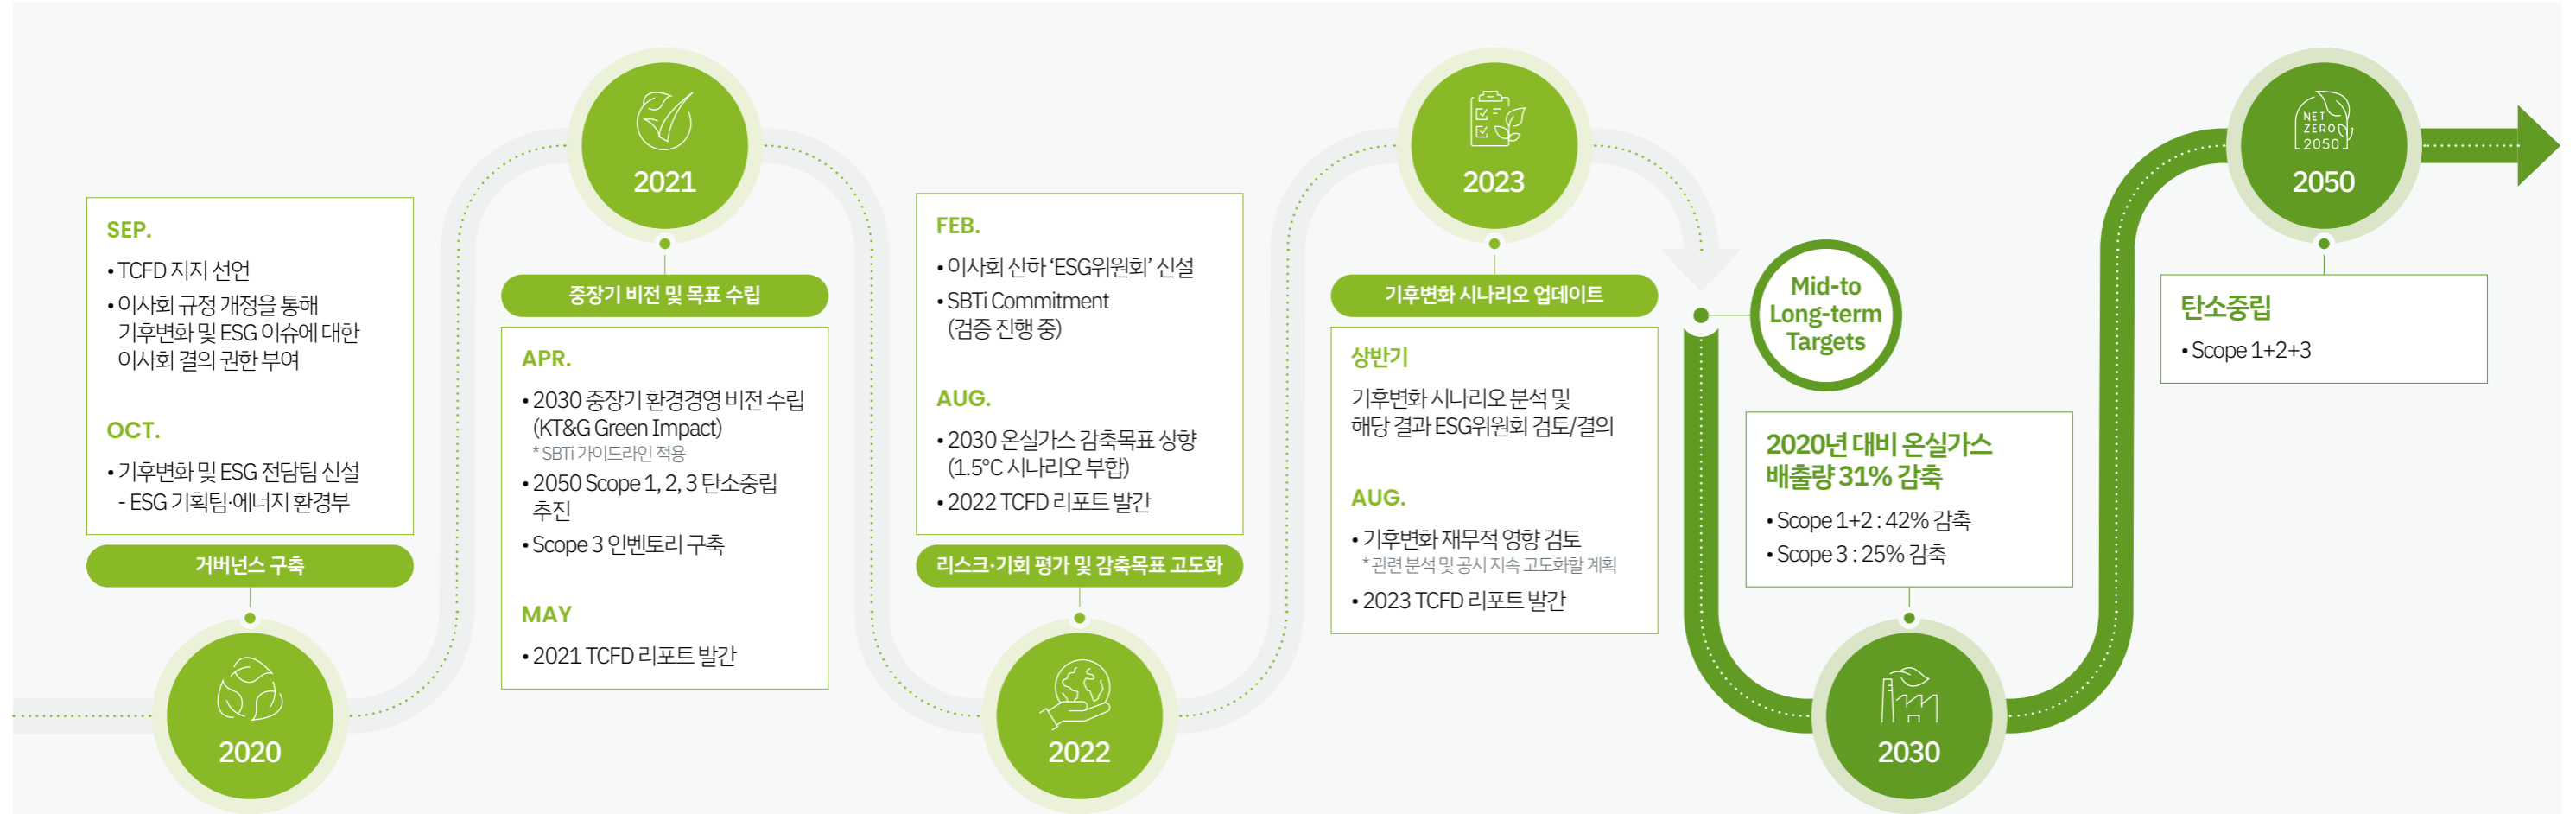 SEP.
• TCFD 지지 선언
• 이사회 규정 개정을 통해
기후변화 및 ESG 이슈에 대한
이사회 결의 권한 부여
OCT.
• 기후변화 및 ESG 전담팀 신설
- ESG 기획팀·에너지 환경부
거버넌스 구축
2020
2021
중장기 비전 및 목표 수립
APR.
• 2030 중장기 환경경영 비전 수립
(KT&G Green Impact)
* SBTi 가이드라인 적용
• 2050 Scope 1, 2, 3 탄소중립
추진
• Scope 3 인벤토리 구축
MAY
• 2021 TCFD 리포트 발간
FEB.
• 이사회 산하 ‘ESG위원회’ 신설
• SBTi Commitment
(검증 진행 중)
AUG.
• 2030 온실가스 감축목표 상향
(1.5°C 시나리오 부합)
• 2022 TCFD 리포트 발간
리스크·기회 평가 및 감축목표 고도화
2022
2023
기후변화 시나리오 업데이트
상반기
기후변화 시나리오 분석 및
해당 결과 ESG위원회 검토/결의
AUG.
• 기후변화 재무적 영향 검토
* 관련 분석 및 공시 지속 고도화할 계획
• 2023 TCFD 리포트 발간
Mid-to
Long-term
Targets
2020년 대비 온실가스
배출량 31% 감축
• Scope 1+2 : 42% 감축
• Scope 3 : 25% 감축
2030
NET
ZERO
2050
2050
탄소중립
• Scope 1+2+3